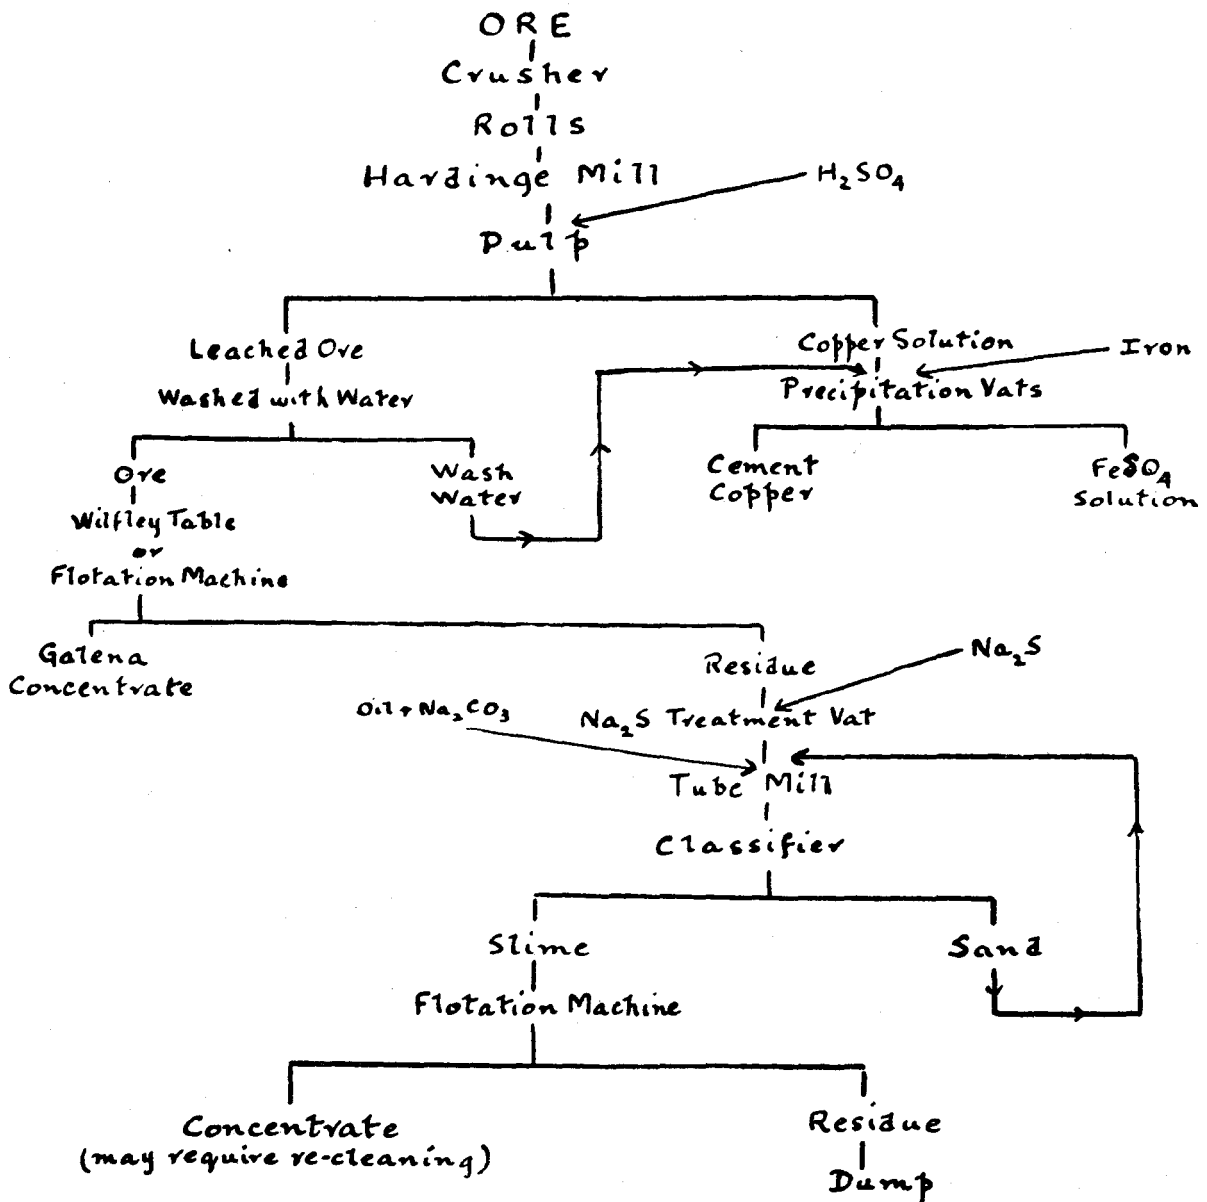 ORE
Crusher
Rolls
Hardinge Mill
H₂SO₄
Pulp
Leached Ore
Copper Solution
Iron
Washed with Water
Precipitation Vats
Ore
Wash
Water
Cement
Copper
FeSO₄
Solution
Wilfley Table
or
Flotation Machine
Galena
Concentrate
Residue
Na₂S
Oil + Na₂CO₃
Na₂S Treatment Vat
Tube Mill
Classifier
Slime
Sand
Flotation Machine
Concentrate
(may require re-cleaning)
Residue
Dump